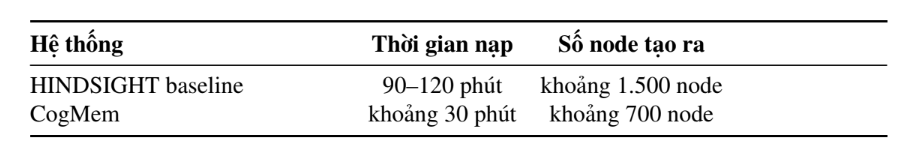 Hệ thống Thời gian nạp Số node tạo ra
HINDSIGHT baseline 90–120 phút khoảng 1.500 node
CogMem khoảng 30 phút khoảng 700 node